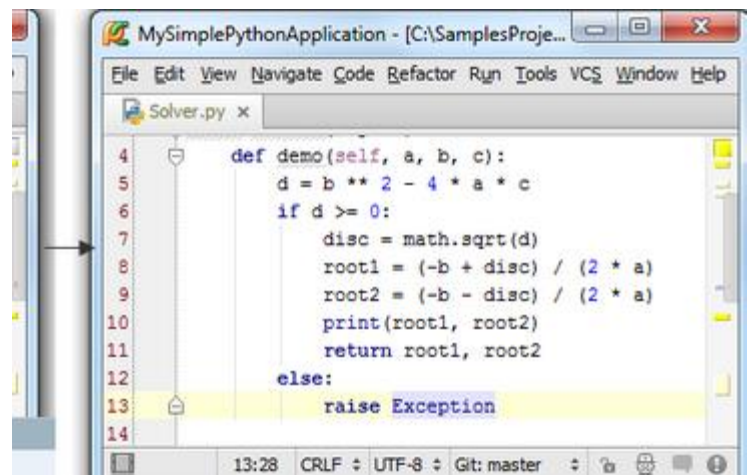 MySimplePythonApplication - [C:\SamplesProje...
File Edit View Navigate Code Refactor Run Tools VCS Window Help
Solver.py
4 def demo(self, a, b, c):
5 d = b ** 2 - 4 * a * c
6 if d >= 0:
7 disc = math.sqrt(d)
8 root1 = (-b + disc) / (2 * a)
9 root2 = (-b - disc) / (2 * a)
10 print(root1, root2)
11 return root1, root2
12 else:
13 raise Exception
14
13:28 CRLF UTF-8 Git: master